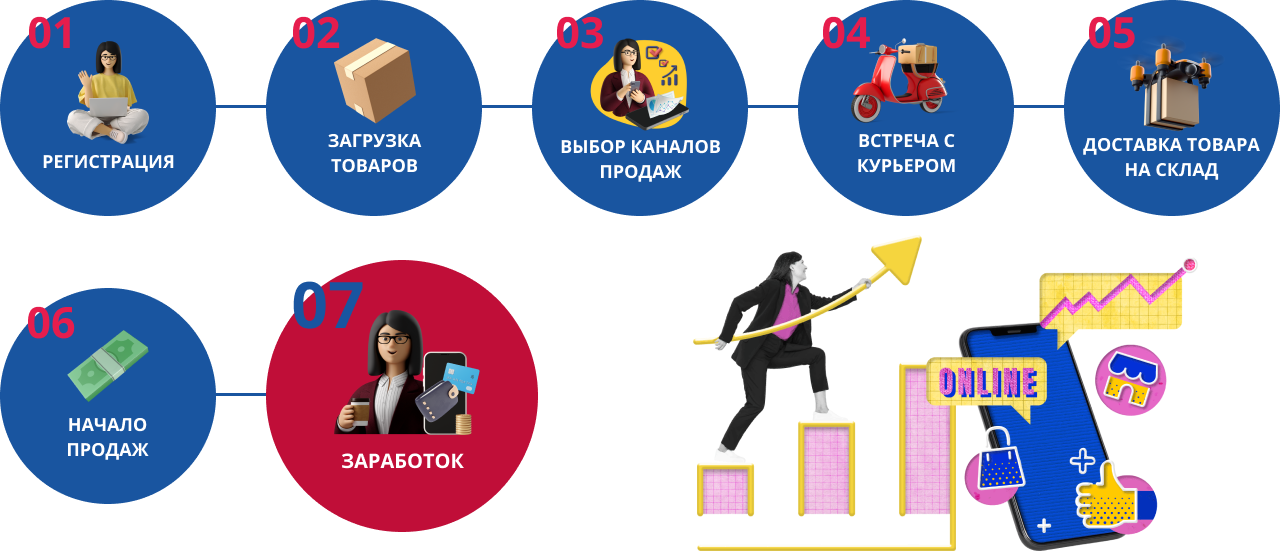 01
РЕГИСТРАЦИЯ
02
ЗАГРУЗКА
ТОВАРОВ
03
ВЫБОР КАНАЛОВ
ПРОДАЖ
04
ВСТРЕЧА С
КУРЬЕРОМ
05
ДОСТАВКА ТОВАРА
НА СКЛАД
06
НАЧАЛО
ПРОДАЖ
07
ЗАРАБОТОК
ONLINE